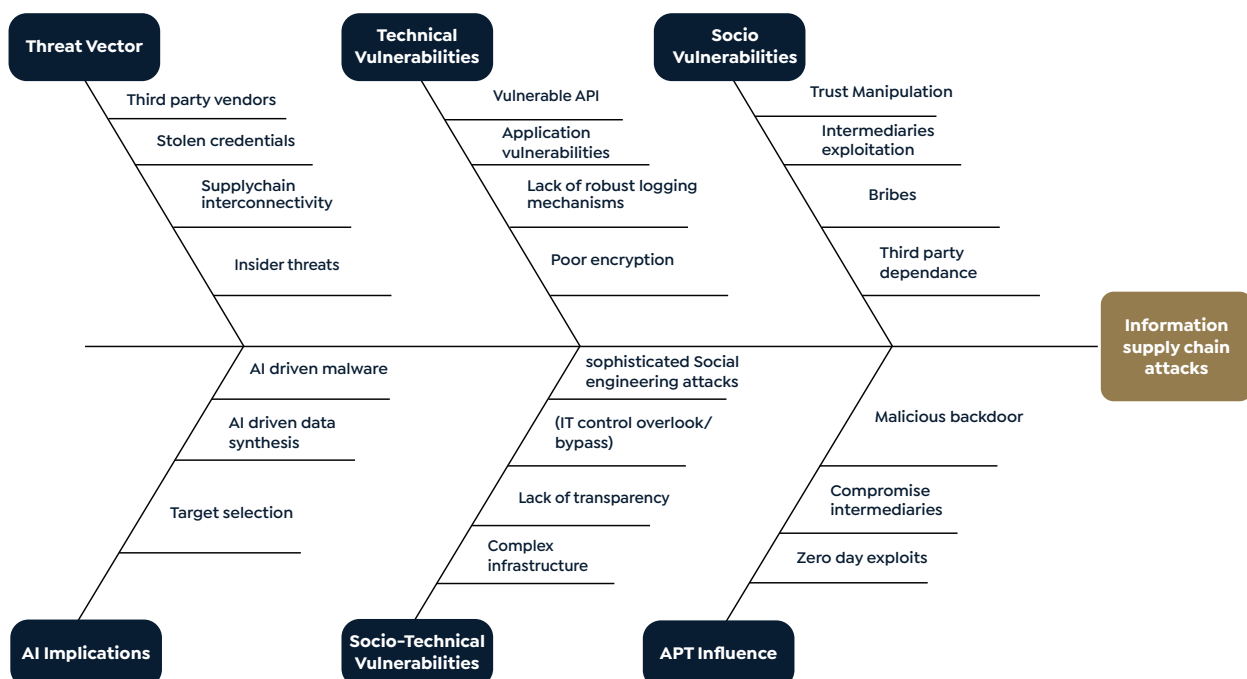 Threat Vector
Third party vendors
Stolen credentials
Supplychain
interconnectivity
Insider threats
Technical
Vulnerabilities
Vulnerable API
Application
vulnerabilities
Lack of robust logging
mechanisms
Poor encryption
Socio
Vulnerabilities
Trust Manipulation
Intermediaries
exploitation
Bribes
Third party
dependance
Information
supply chain
attacks
AI driven malware
AI driven data
synthesis
Target selection
AI Implications
sophisticated Social
engineering attacks
(IT control overlook/
bypass)
Lack of transparency
Complex
infrastructure
Socio-Technical
Vulnerabilities
Malicious backdoor
Compromise
intermediaries
Zero day exploits
APT Influence